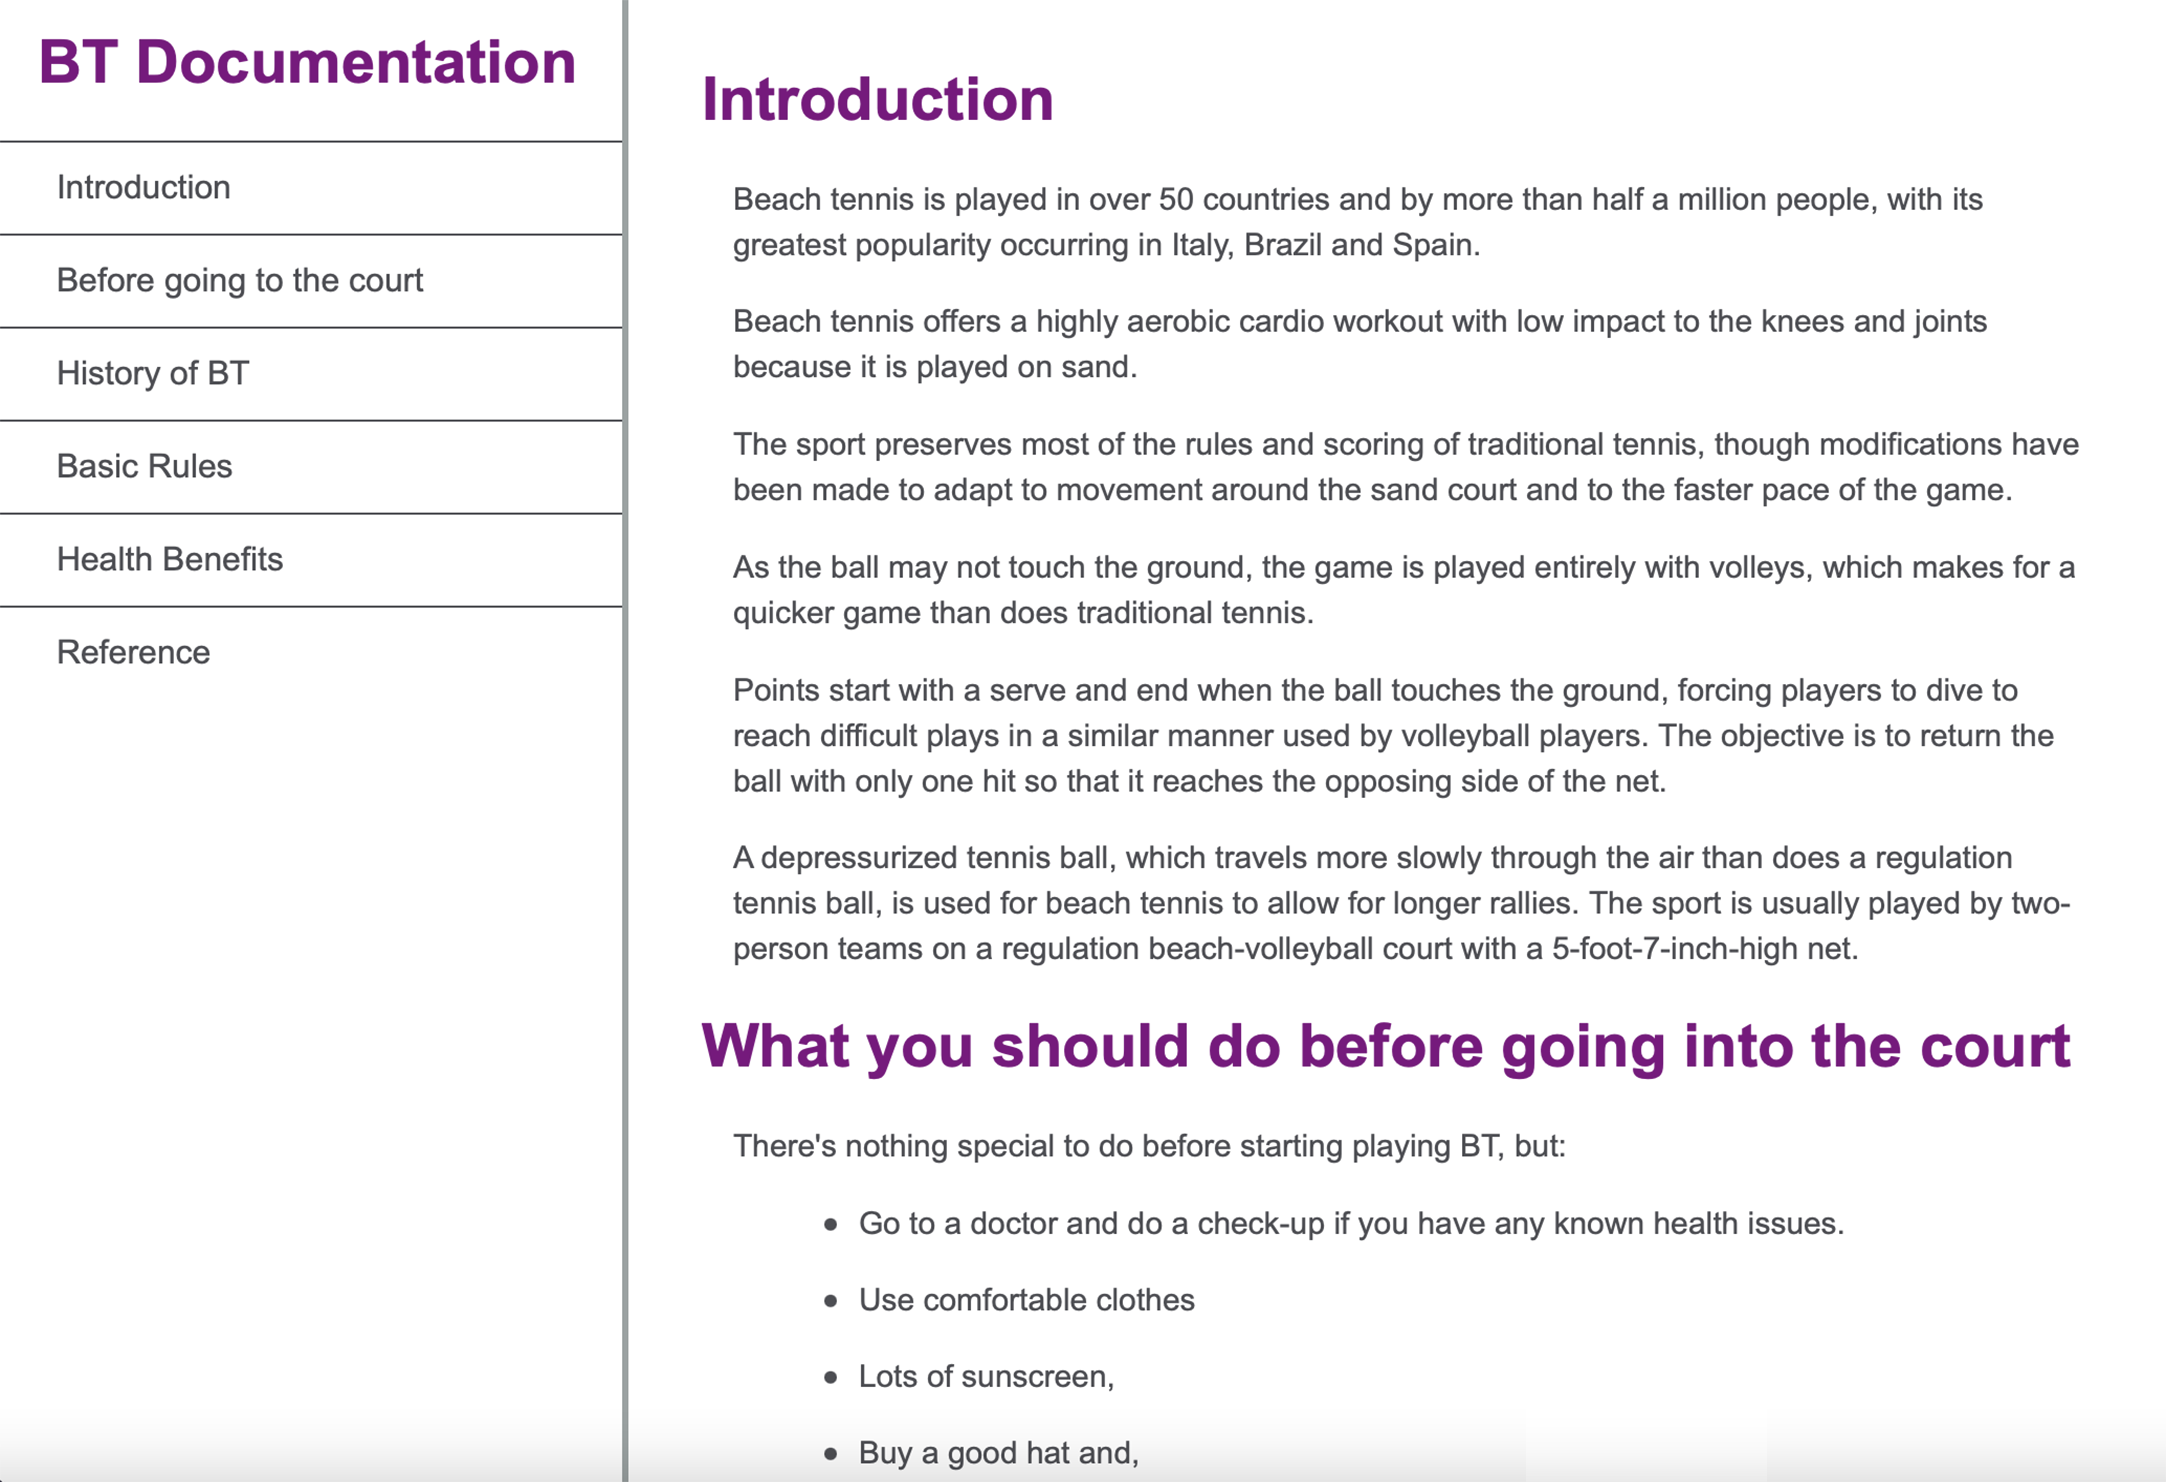 BT Documentation
Introduction
Before going to the court
History of BT
Basic Rules
Health Benefits
Reference
Introduction
Beach tennis is played in over 50 countries and by more than half a million people, with its
greatest popularity occurring in Italy, Brazil and Spain.
Beach tennis offers a highly aerobic cardio workout with low impact to the knees and joints
because it is played on sand.
The sport preserves most of the rules and scoring of traditional tennis, though modifications have
been made to adapt to movement around the sand court and to the faster pace of the game.
As the ball may not touch the ground, the game is played entirely with volleys, which makes for a
quicker game than does traditional tennis.
Points start with a serve and end when the ball touches the ground, forcing players to dive to
reach difficult plays in a similar manner used by volleyball players. The objective is to return the
ball with only one hit so that it reaches the opposing side of the net.
A depressurized tennis ball, which travels more slowly through the air than does a regulation
tennis ball, is used for beach tennis to allow for longer rallies. The sport is usually played by two-
person teams on a regulation beach-volleyball court with a 5-foot-7-inch-high net.
What you should do before going into the court
There's nothing special to do before starting playing BT, but:
• Go to a doctor and do a check-up if you have any known health issues.
• Use comfortable clothes
• Lots of sunscreen,
• Buy a good hat and,